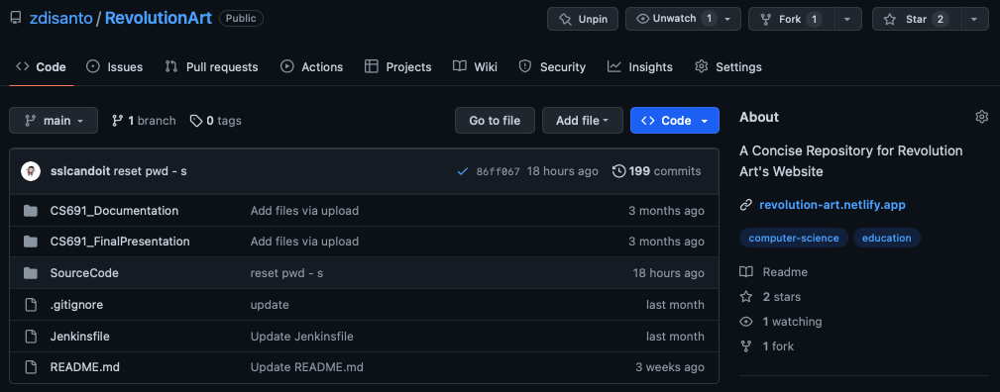 zdisanto / RevolutionArt Public
Unpin
Unwatch 1
Fork 1
Star 2
Code
Issues
Pull requests
Actions
Projects
Wiki
Security
Insights
Settings
main
1 branch
0 tags
Go to file
Add file
Code
sslcandoit reset pwd - s 86ff067 18 hours ago 199 commits
CS691_Documentation Add files via upload 3 months ago
CS691_FinalPresentation Add files via upload 3 months ago
SourceCode reset pwd - s 18 hours ago
.gitignore update last month
Jenkinsfile Update Jenkinsfile last month
README.md Update README.md 3 weeks ago
About
A Concise Repository for Revolution
Art's Website
revolution-art.netlify.app
computer-science education
Readme
2 stars
1 watching
1 fork